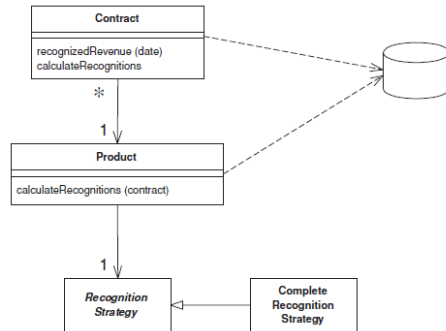 Contract
recognizedRevenue (date)
calculateRecognitions
*
1
Product
calculateRecognitions (contract)
1
Recognition
Strategy
Complete
Recognition
Strategy